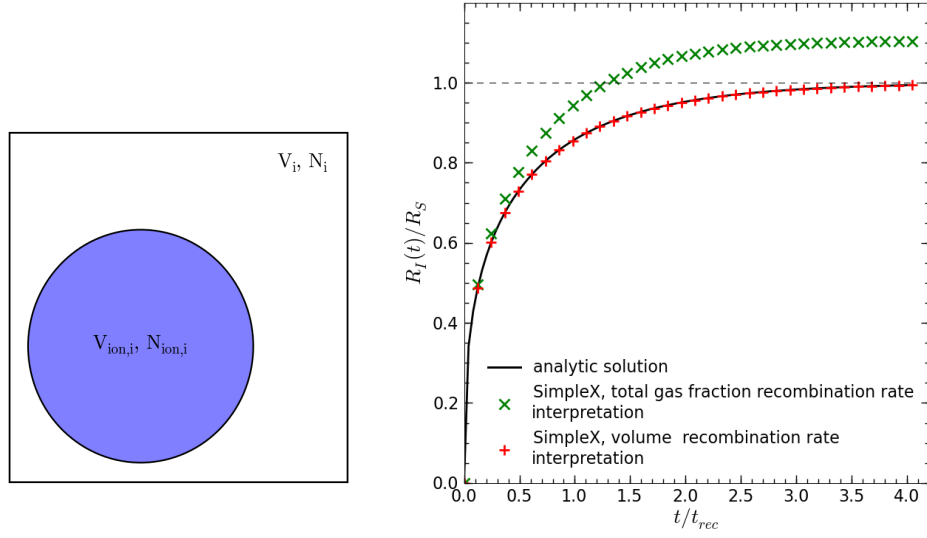 V_i, N_i
V_ion,i, N_ion,i
R_I(t)/R_S
1.0
0.8
0.6
0.4
0.2
0.0
analytic solution
SimpleX, total gas fraction recombination rate
interpretation
SimpleX, volume recombination rate
interpretation
0.0 0.5 1.0 1.5 2.0 2.5 3.0 3.5 4.0
t/t_rec